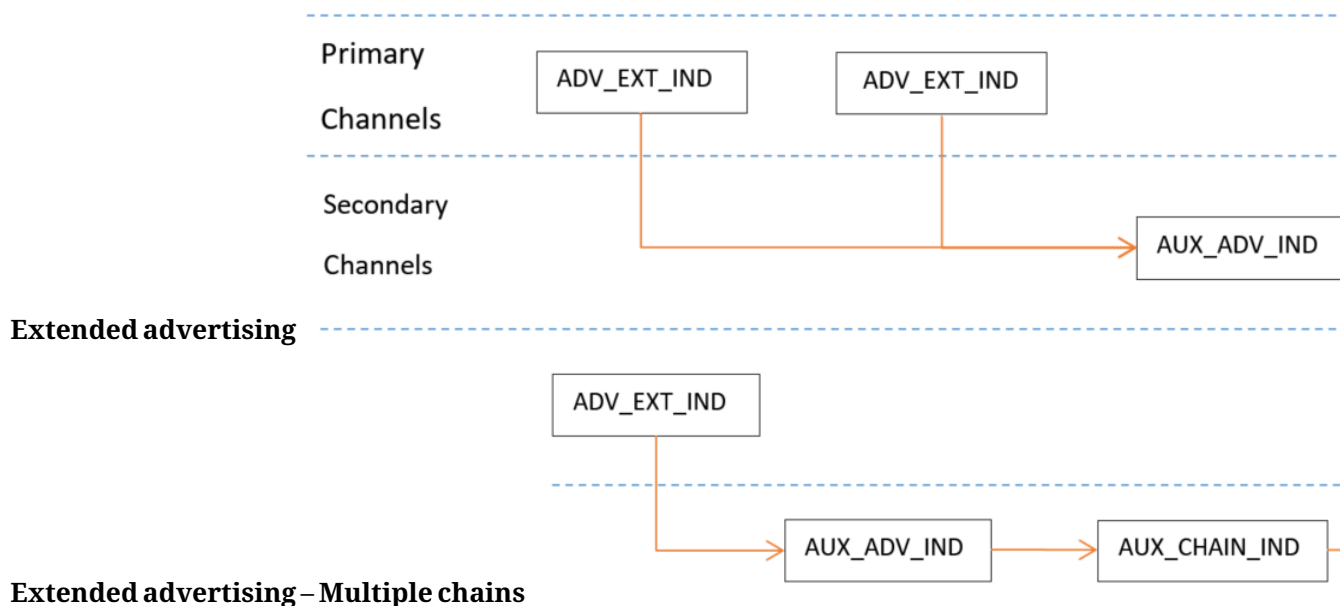 Primary
Channels
ADV_EXT_IND
ADV_EXT_IND
Secondary
Channels
AUX_ADV_IND
Extended advertising
ADV_EXT_IND
AUX_ADV_IND
AUX_CHAIN_IND
Extended advertising – Multiple chains